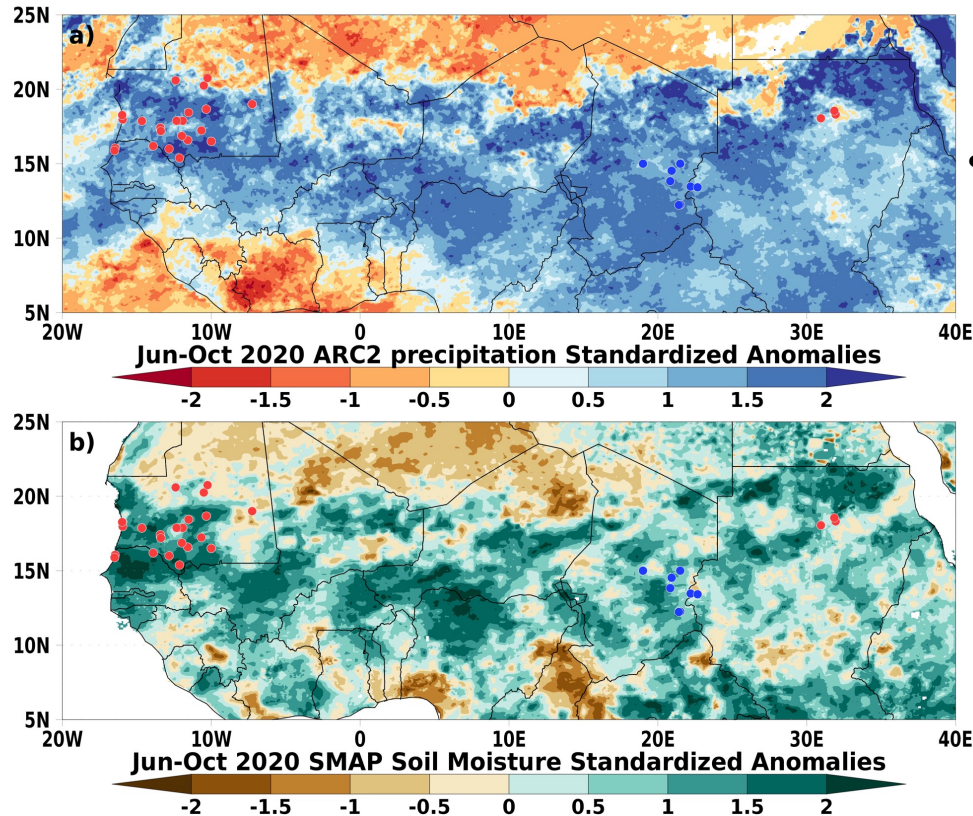 25N
a)
20N
15N
10N
5N
20W 10W 0 10E 20E 30E 40E
Jun-Oct 2020 ARC2 precipitation Standardized Anomalies
-2 -1.5 -1 -0.5 0 0.5 1 1.5 2
25N
b)
20N
15N
10N
5N
20W 10W 0 10E 20E 30E 40E
Jun-Oct 2020 SMAP Soil Moisture Standardized Anomalies
-2 -1.5 -1 -0.5 0 0.5 1 1.5 2